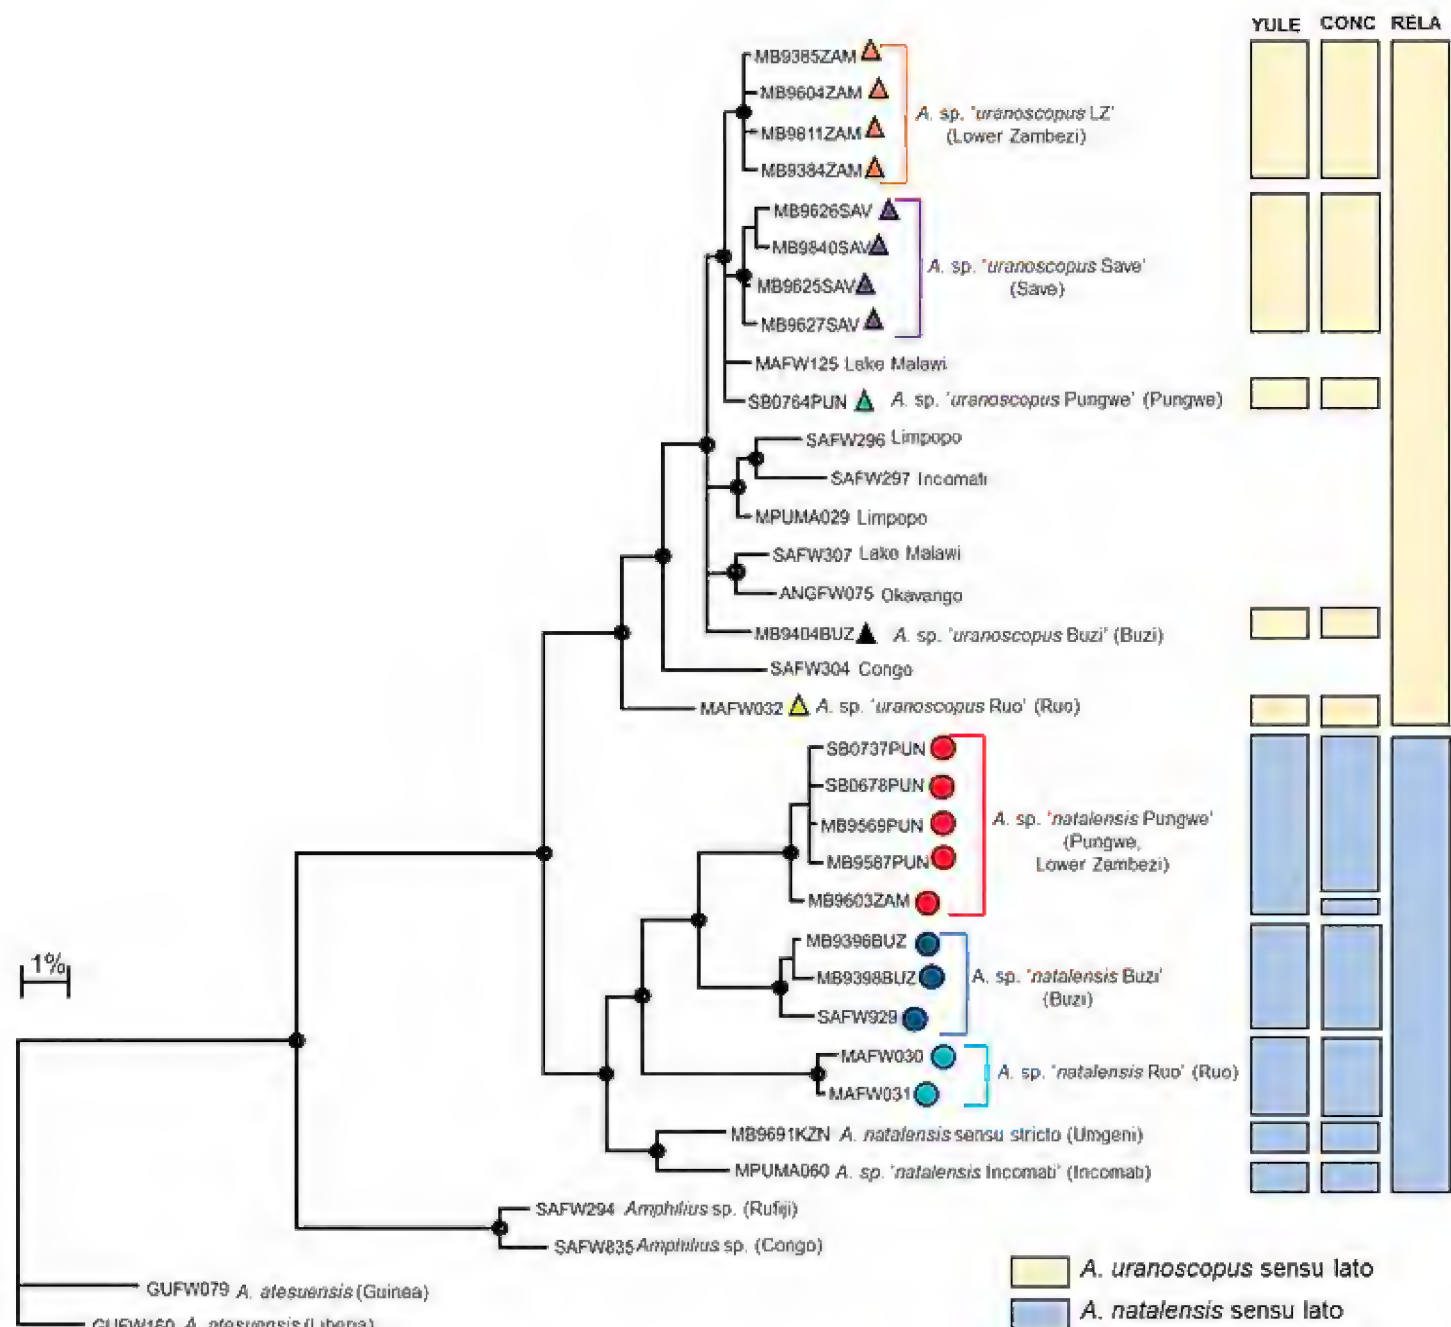 YULE CONC RELA
MB9385ZAM
MB9604ZAM
A. sp. 'uranoscopus LZ'
(Lower Zambezi)
MB9811ZAM
MB9384ZAM
MB9626SAV
MB9840SAV
A. sp. 'uranoscopus Save'
(Save)
MB9625SAV
MB9627SAV
MAFW125 Lake Malawi
SB0764PUN A. sp. 'uranoscopus Pungwe' (Pungwe)
SAFW296 Limpopo
SAFW297 Incomati
MPUMA029 Limpopo
SAFW307 Lake Malawi
ANGFW075 Okavango
MB9404BUZ A. sp. 'uranoscopus Buzi' (Buzi)
SAFW304 Congo
MAFW032 A. sp. 'uranoscopus Ruo' (Ruo)
SB0737PUN
SB0678PUN
MB9569PUN
A. sp. 'natalensis Pungwe'
(Pungwe,
Lower Zambezi)
MB9587PUN
MB9603ZAM
MB9396BUZ
MB9398BUZ
A. sp. 'natalensis Buzi'
(Buzi)
SAFW929
1%
MAFW030
A. sp. 'natalensis Ruo' (Ruo)
MAFW031
MB9691KZN A. natalensis sensu stricto (Umgeni)
MPUMA060 A. sp. 'natalensis Incomati' (Incomati)
SAFW294 Amphilius sp. (Rufiji)
SAFW835 Amphilius sp. (Congo)
GUFW079 A. atesuensis (Guinea)
GUFW160 A. atesuensis (Liberia)
A. uranoscopus sensu lato
A. natalensis sensu lato